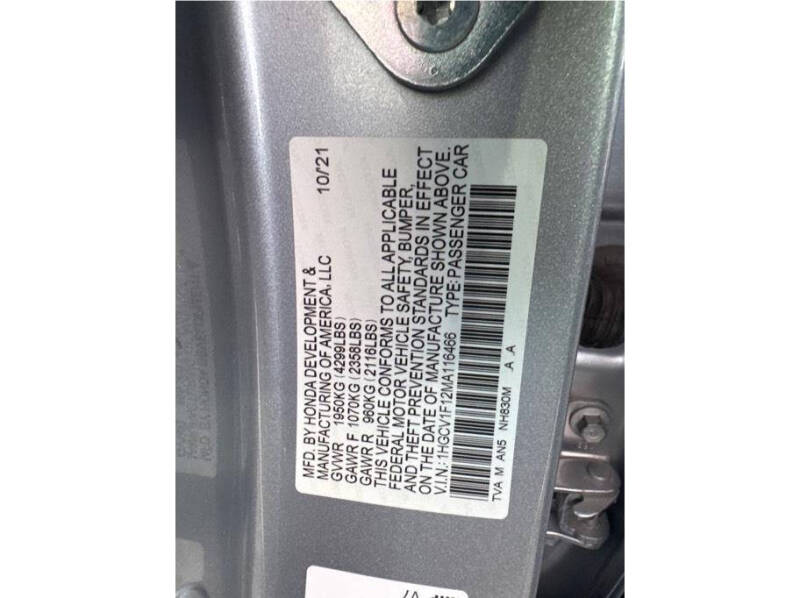 MFD. BY HONDA DEVELOPMENT & 10/'21
MANUFACTURING OF AMERICA, LLC
GVWR 1950KG (4299LBS)
GAWR F 1070KG (2358LBS)
GAWR R 960KG (2116LBS)
THIS VEHICLE CONFORMS TO ALL APPLICABLE
FEDERAL MOTOR VEHICLE SAFETY, BUMPER,
AND THEFT PREVENTION STANDARDS IN EFFECT
ON THE DATE OF MANUFACTURE SHOWN ABOVE.
V.I.N.: 1HGCV1F12MA116466 TYPE: PASSENGER CAR
TVA M AN5 NH830M A A